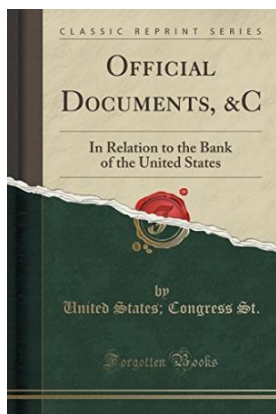 CLASSIC REPRINT SERIES
OFFICIAL
DOCUMENTS, &C
In Relation to the Bank
of the United States
by
United States; Congress St.
Forgotten Books